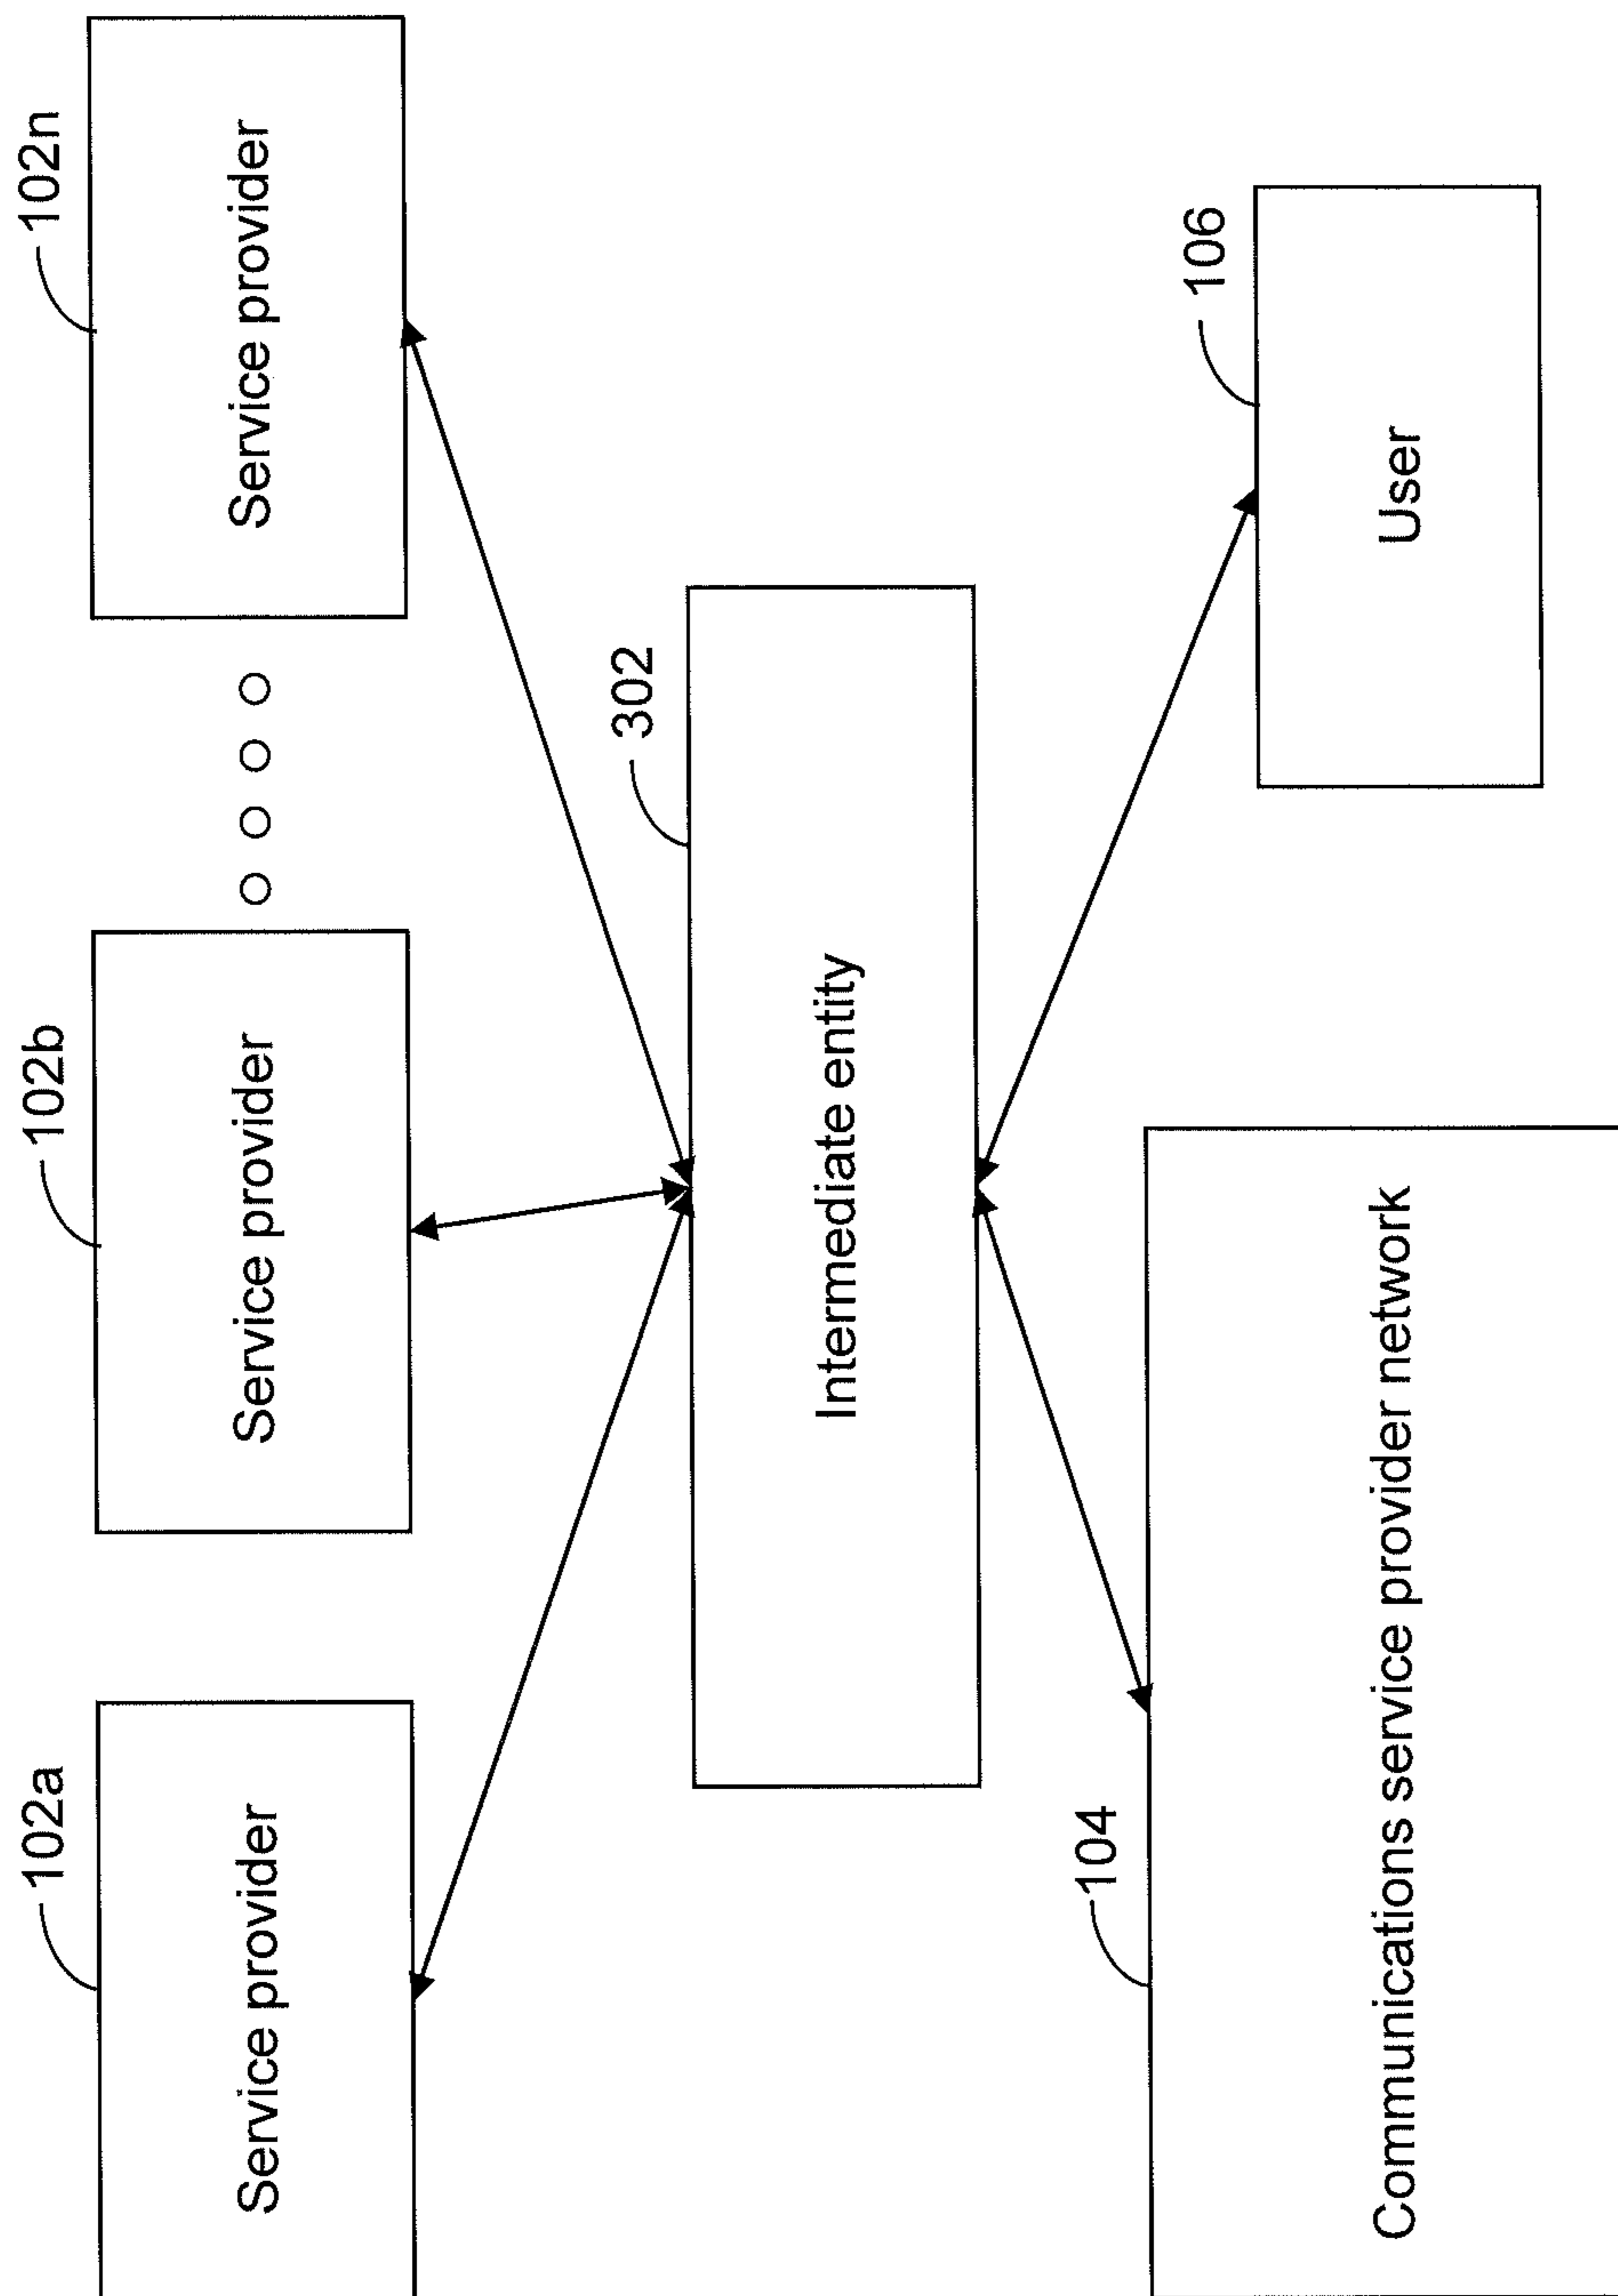 102a
102b
102n
Service provider
Service provider
Service provider
302
Intermediate entity
104
106
Communications service provider network
User